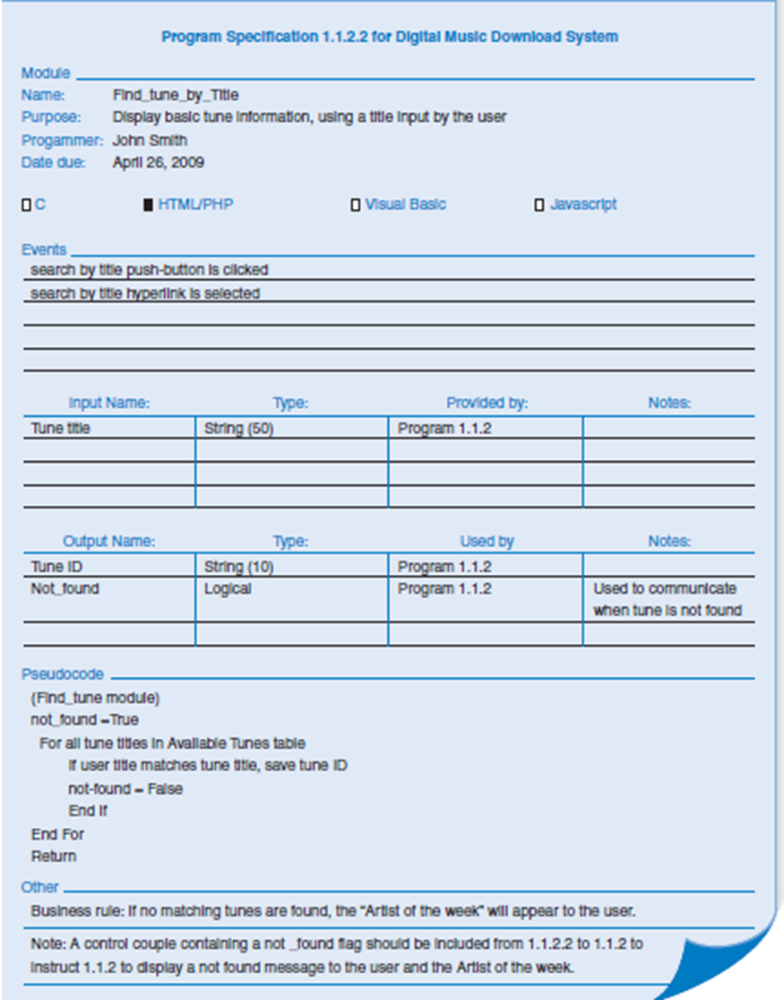 Program Specification 1.1.2.2 for Digital Music Download System
Module
Name: Find_tune_by_Title
Purpose: Display basic tune information, using a title input by the user
Progammer: John Smith
Date due: April 26, 2009
C HTML/PHP Visual Basic Javascript
Events
search by title push-button is clicked
search by title hyperlink is selected
Input Name: Type: Provided by: Notes:
Tune title String (50) Program 1.1.2
Output Name: Type: Used by Notes:
Tune ID String (10) Program 1.1.2
Not_found Logical Program 1.1.2 Used to communicate
when tune is not found
Pseudocode
(Find_tune module)
not_found =True
For all tune titles in Available Tunes table
If user title matches tune title, save tune ID
not-found = False
End If
End For
Return
Other
Business rule: If no matching tunes are found, the “Artist of the week” will appear to the user.
Note: A control couple containing a not _found flag should be included from 1.1.2.2 to 1.1.2 to
instruct 1.1.2 to display a not found message to the user and the Artist of the week.